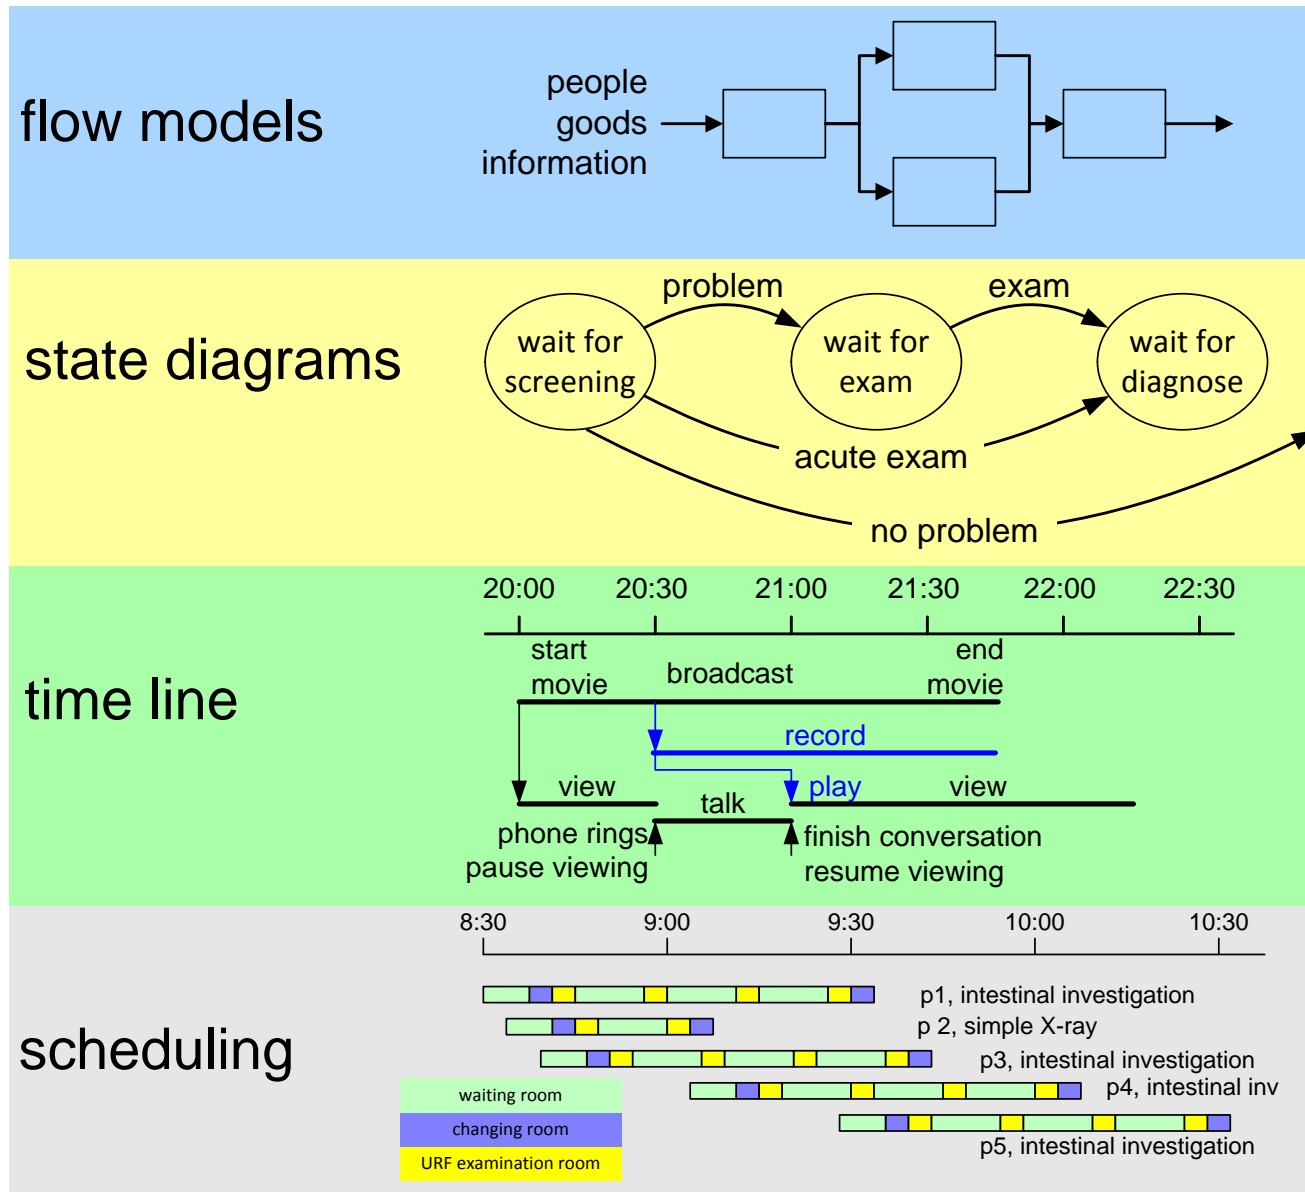 flow models
people
goods
information
state diagrams
problem
exam
wait for
screening
wait for
exam
wait for
diagnose
acute exam
no problem
time line
20:00 20:30 21:00 21:30 22:00 22:30
start
movie
broadcast
end
movie
record
view
talk
play
view
phone rings
pause viewing
finish conversation
resume viewing
scheduling
8:30 9:00 9:30 10:00 10:30
p1, intestinal investigation
p 2, simple X-ray
p3, intestinal investigation
p4, intestinal inv
p5, intestinal investigation
waiting room
changing room
URF examination room